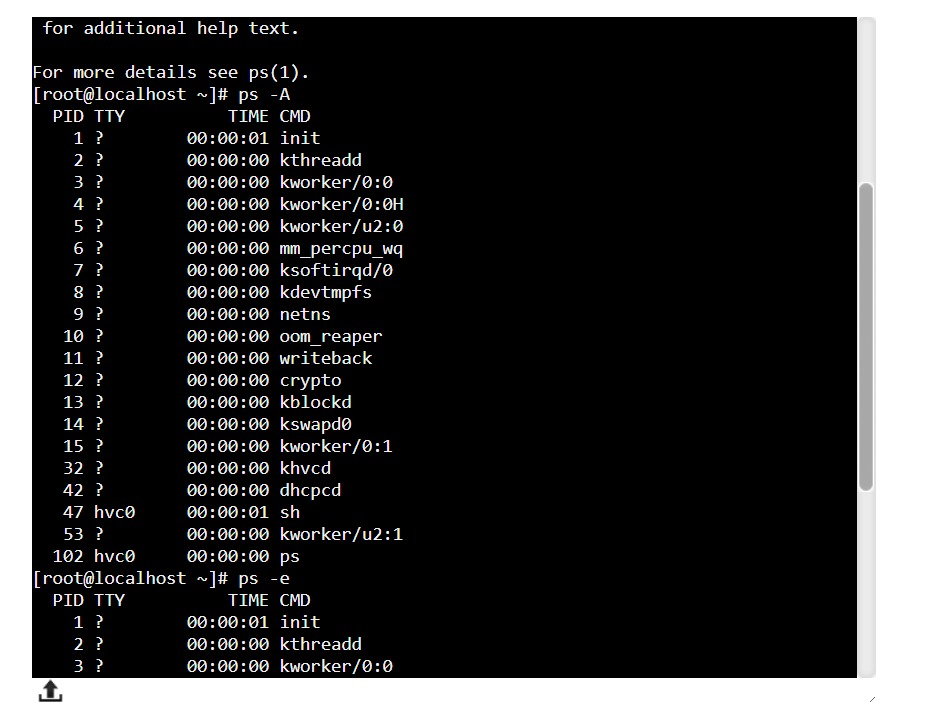 for additional help text.
For more details see ps(1).
[root@localhost ~]# ps -A
PID TTY TIME CMD
1 ? 00:00:01 init
2 ? 00:00:00 kthreadd
3 ? 00:00:00 kworker/0:0
4 ? 00:00:00 kworker/0:0H
5 ? 00:00:00 kworker/u2:0
6 ? 00:00:00 mm_percpu_wq
7 ? 00:00:00 ksoftirqd/0
8 ? 00:00:00 kdevtmpfs
9 ? 00:00:00 netns
10 ? 00:00:00 oom_reaper
11 ? 00:00:00 writeback
12 ? 00:00:00 crypto
13 ? 00:00:00 kblockd
14 ? 00:00:00 kswapd0
15 ? 00:00:00 kworker/0:1
32 ? 00:00:00 khvcd
42 ? 00:00:00 dhcpcd
47 hvc0 00:00:01 sh
53 ? 00:00:00 kworker/u2:1
102 hvc0 00:00:00 ps
[root@localhost ~]# ps -e
PID TTY TIME CMD
1 ? 00:00:01 init
2 ? 00:00:00 kthreadd
3 ? 00:00:00 kworker/0:0